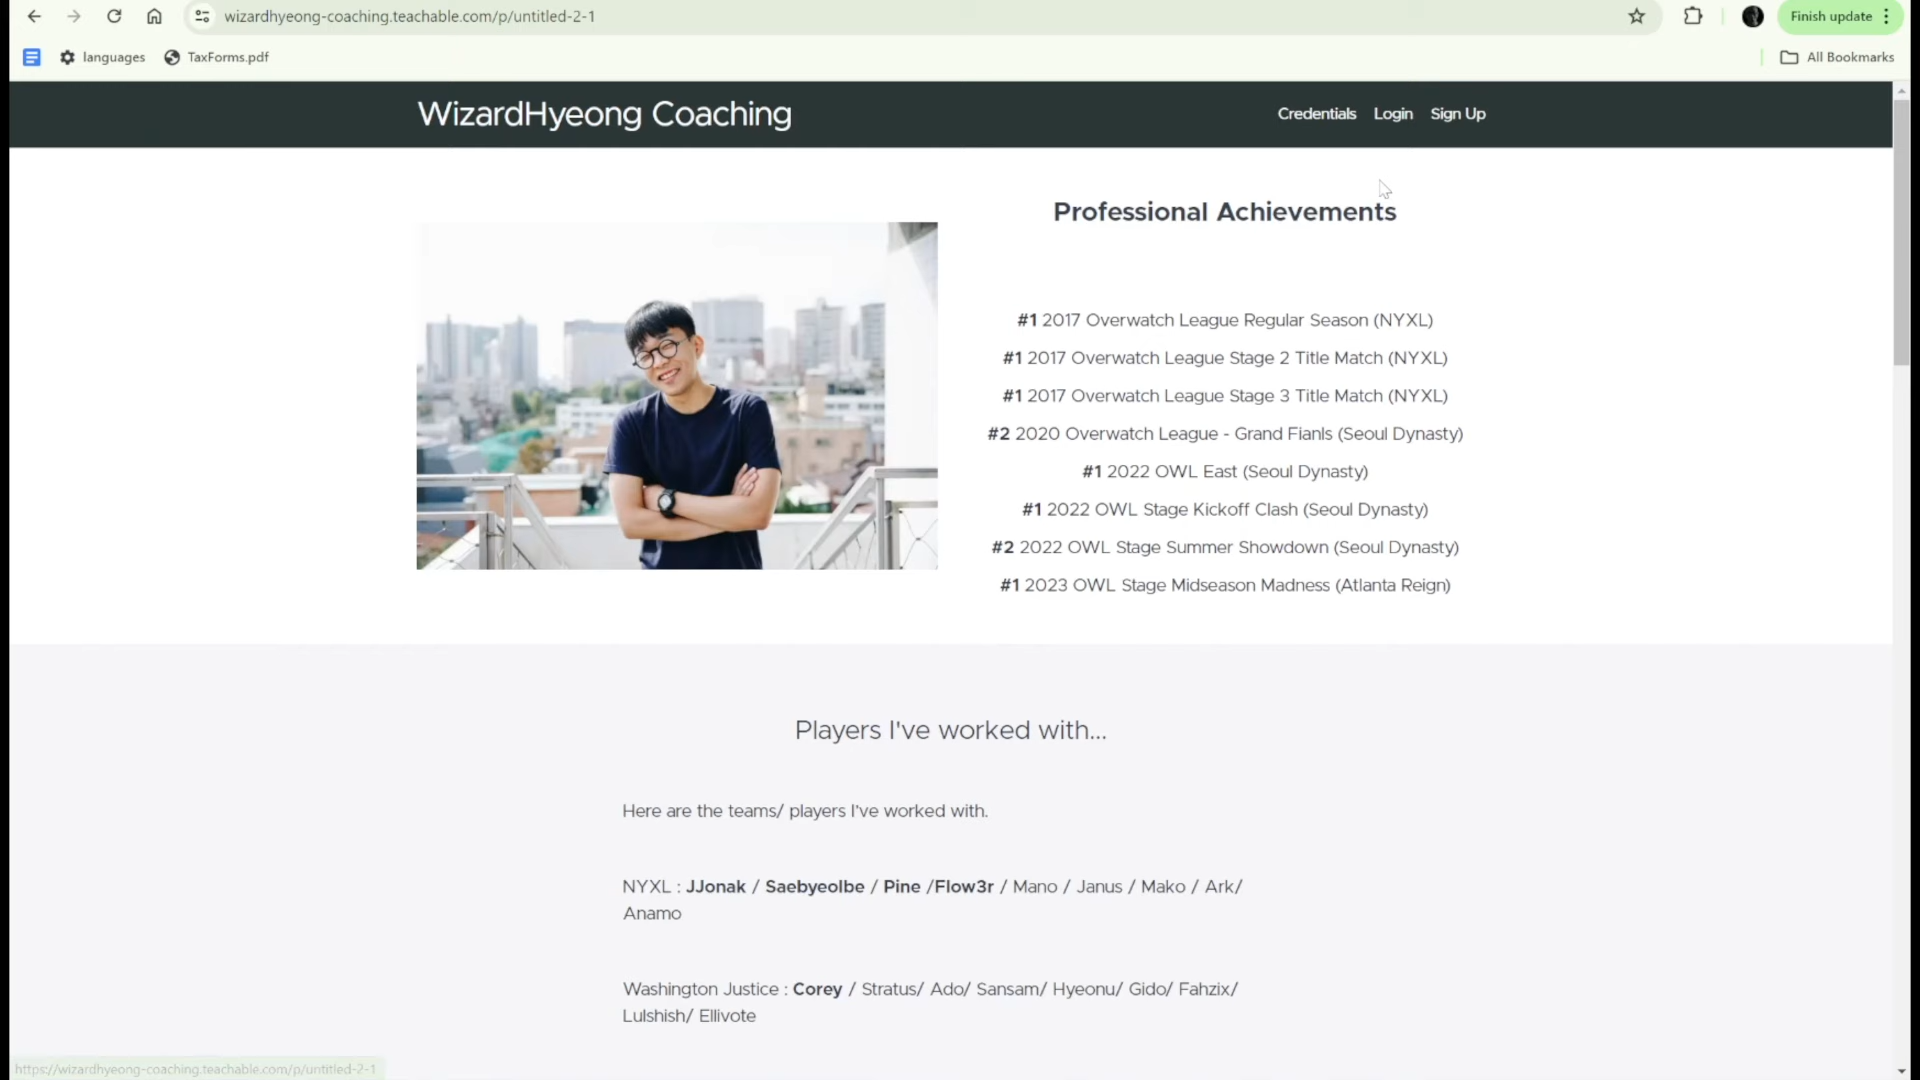 wizardhyeong-coaching.teachable.com/p/untitled-2-1
Finish update
languages
TaxForms.pdf
All Bookmarks
WizardHyeong Coaching
Credentials
Login
Sign Up
Professional Achievements
#1 2017 Overwatch League Regular Season (NYXL)
#1 2017 Overwatch League Stage 2 Title Match (NYXL)
#1 2017 Overwatch League Stage 3 Title Match (NYXL)
#2 2020 Overwatch League - Grand Fianls (Seoul Dynasty)
#1 2022 OWL East (Seoul Dynasty)
#1 2022 OWL Stage Kickoff Clash (Seoul Dynasty)
#2 2022 OWL Stage Summer Showdown (Seoul Dynasty)
#1 2023 OWL Stage Midseason Madness (Atlanta Reign)
Players I've worked with...
Here are the teams/ players I've worked with.
NYXL : JJonak / Saebyeolbe / Pine /Flow3r / Mano / Janus / Mako / Ark/
Anamo
Washington Justice : Corey / Stratus/ Ado/ Sansam/ Hyeonu/ Gido/ Fahzix/
Lulshish/ Ellivote
https://wizardhyeong-coaching.teachable.com/p/untitled-2-1